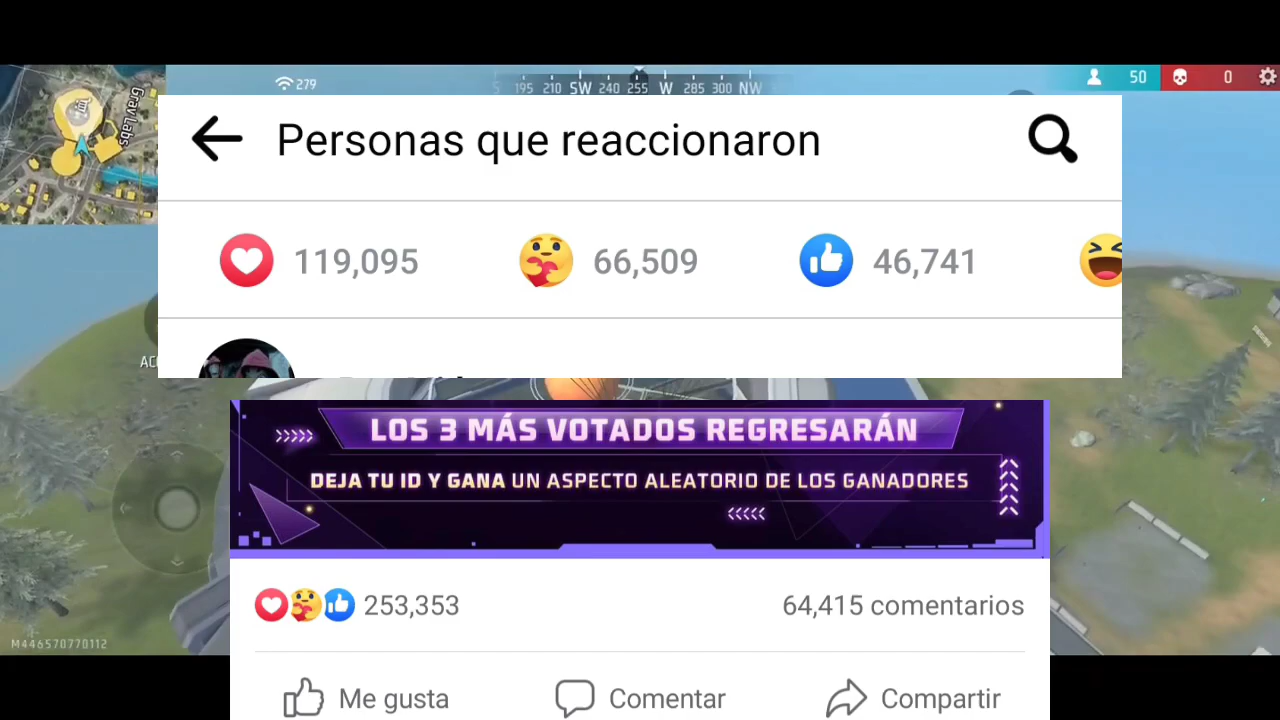 279
S 195 210 SW 240 255 W 285 300 NW
50
0
Grav Labs
Personas que reaccionaron
119,095
66,509
46,741
LOS 3 MÁS VOTADOS REGRESARÁN
DEJA TU ID Y GANA UN ASPECTO ALEATORIO DE LOS GANADORES
253,353
64,415 comentarios
M446570770112
Me gusta
Comentar
Compartir